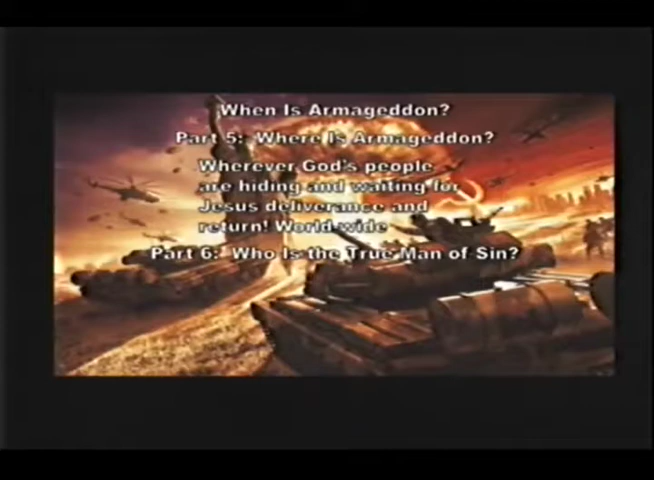 When Is Armageddon?
Part 5: Where Is Armageddon?
Wherever God's people
are hiding and waiting for
Jesus deliverance and
return! World-wide
Part 6: Who Is the True Man of Sin?